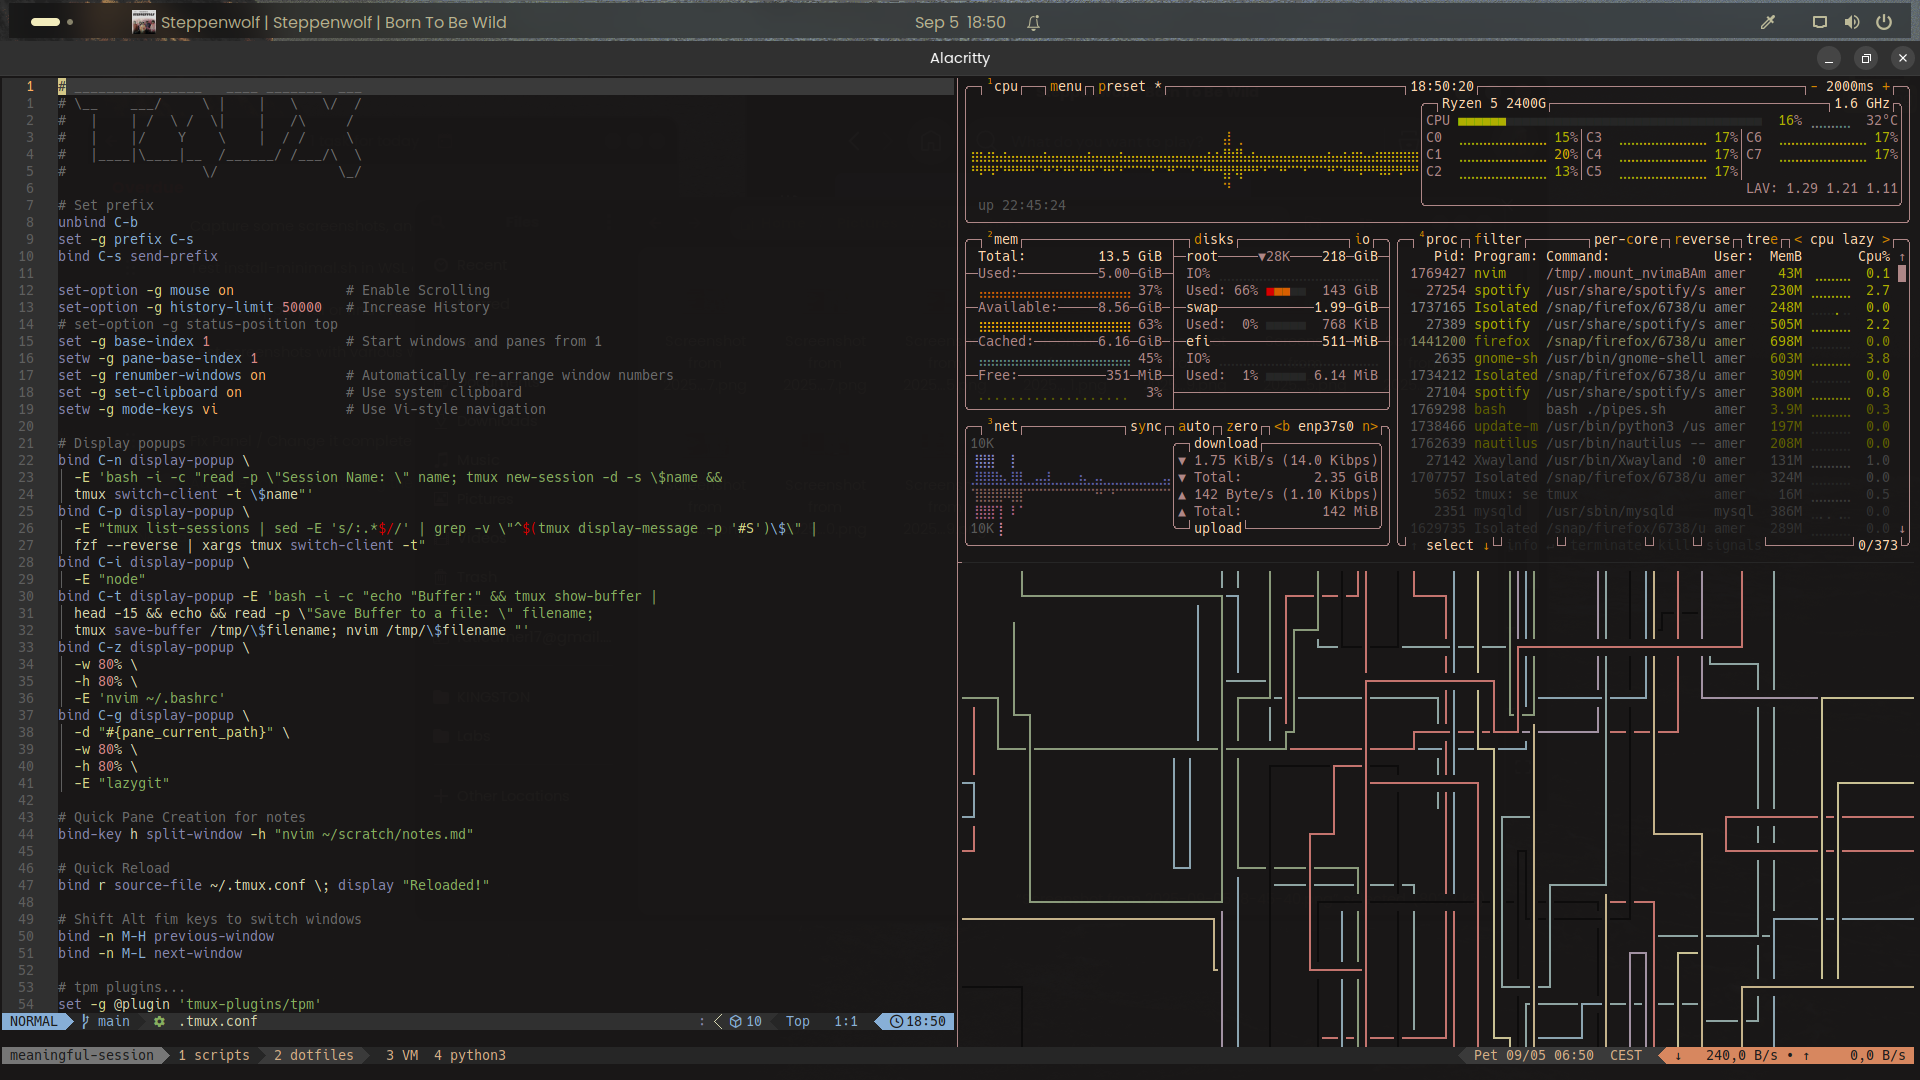 Steppenwolf | Steppenwolf | Born To Be Wild
Sep 5 18:50
Alacritty
1 # ________________ ____ _______ ___
1 # \__ ___/ \ | | \ \/ /
2 # | | / \ / \| | /\ /
3 # | |/ Y \ | / / \
4 # |____|\____|__ /______/ /___/\ \
5 # \/ \_/
6
7 # Set prefix
8 unbind C-b
9 set -g prefix C-s
10 bind C-s send-prefix
11
12 set-option -g mouse on # Enable Scrolling
13 set-option -g history-limit 50000 # Increase History
14 # set-option -g status-position top
15 set -g base-index 1 # Start windows and panes from 1
16 setw -g pane-base-index 1
17 set -g renumber-windows on # Automatically re-arrange window numbers
18 set -g set-clipboard on # Use system clipboard
19 setw -g mode-keys vi # Use Vi-style navigation
20
21 # Display popups
22 bind C-n display-popup \
23 -E 'bash -i -c "read -p \"Session Name: \" name; tmux new-session -d -s \$name &&
24 tmux switch-client -t \$name"'
25 bind C-p display-popup \
26 -E "tmux list-sessions | sed -E 's/:.*$//' | grep -v \"^$(tmux display-message -p '#S')\$\" |
27 fzf --reverse | xargs tmux switch-client -t"
28 bind C-i display-popup \
29 -E "node"
30 bind C-t display-popup -E 'bash -i -c "echo "Buffer:" && tmux show-buffer |
31 head -15 && echo && read -p \"Save Buffer to a file: \" filename;
32 tmux save-buffer /tmp/\$filename; nvim /tmp/\$filename "'
33 bind C-z display-popup \
34 -w 80% \
35 -h 80% \
36 -E 'nvim ~/.bashrc'
37 bind C-g display-popup \
38 -d "#{pane_current_path}" \
39 -w 80% \
40 -h 80% \
41 -E "lazygit"
42
43 # Quick Pane Creation for notes
44 bind-key h split-window -h "nvim ~/scratch/notes.md"
45
46 # Quick Reload
47 bind r source-file ~/.tmux.conf \; display "Reloaded!"
48
49 # Shift Alt fim keys to switch windows
50 bind -n M-H previous-window
51 bind -n M-L next-window
52
53 # tpm plugins...
54 set -g @plugin 'tmux-plugins/tpm'
NORMAL main .tmux.conf : 10 Top 1:1 18:50
1cpu menu preset * 18:50:20 - 2000ms +
Ryzen 5 2400G 1.6 GHz
CPU 16% 32°C
C0 15% C3 17% C6 17%
C1 20% C4 17% C7 17%
C2 13% C5 17%
LAV: 1.29 1.21 1.11
up 22:45:24
2mem disks io
Total: 13.5 GiB root ▼28K 218 GiB
Used: 5.00 GiB IO%
37% Used: 66% 143 GiB
Available: 8.56 GiB swap 1.99 GiB
63% Used: 0% 768 KiB
Cached: 6.16 GiB efi 511 MiB
45% IO%
Free: 351 MiB Used: 1% 6.14 MiB
3%
3net sync auto zero <b enp37s0 n>
10K download
▼ 1.75 KiB/s (14.0 Kibps)
▼ Total: 2.35 GiB
▲ 142 Byte/s (1.10 Kibps)
▲ Total: 142 MiB
10K upload
4proc filter per-core reverse tree < cpu lazy >
Pid: Program: Command: User: MemB Cpu% ↑
1769427 nvim /tmp/.mount_nvimaBAm amer 43M 0.1
27254 spotify /usr/share/spotify/s amer 230M 2.7
1737165 Isolated /snap/firefox/6738/u amer 248M 0.0
27389 spotify /usr/share/spotify/s amer 505M 2.2
1441200 firefox /snap/firefox/6738/u amer 698M 0.0
2635 gnome-sh /usr/bin/gnome-shell amer 603M 3.8
1734212 Isolated /snap/firefox/6738/u amer 309M 0.0
27104 spotify /usr/share/spotify/s amer 380M 0.8
1769298 bash bash ./pipes.sh amer 3.9M 0.3
1738466 update-m /usr/bin/python3 /us amer 197M 0.0
1762639 nautilus /usr/bin/nautilus -- amer 208M 0.0
27142 Xwayland /usr/bin/Xwayland :0 amer 131M 1.0
1707757 Isolated /snap/firefox/6738/u amer 324M 0.0
5652 tmux: se tmux amer 16M 0.5
2351 mysqld /usr/sbin/mysqld mysql 386M 0.0
1629735 Isolated /snap/firefox/6738/u amer 289M 0.0 ↓
select ↓ info ↵ terminate kill signals 0/373
meaningful-session 1 scripts 2 dotfiles 3 VM 4 python3
Pet 09/05 06:50 CEST ↓ 240,0 B/s • ↑ 0,0 B/s